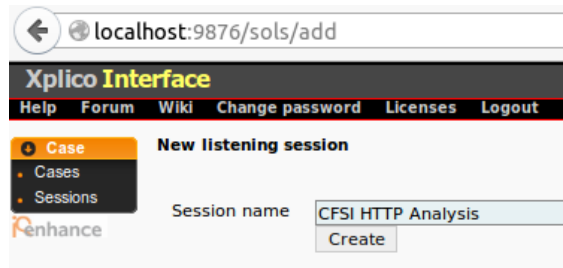 localhost:9876/sols/add
Xplico Interface
Help Forum Wiki Change password Licenses Logout
Case
New listening session
Cases
Sessions
Session name CFSI HTTP Analysis
enhance
Create